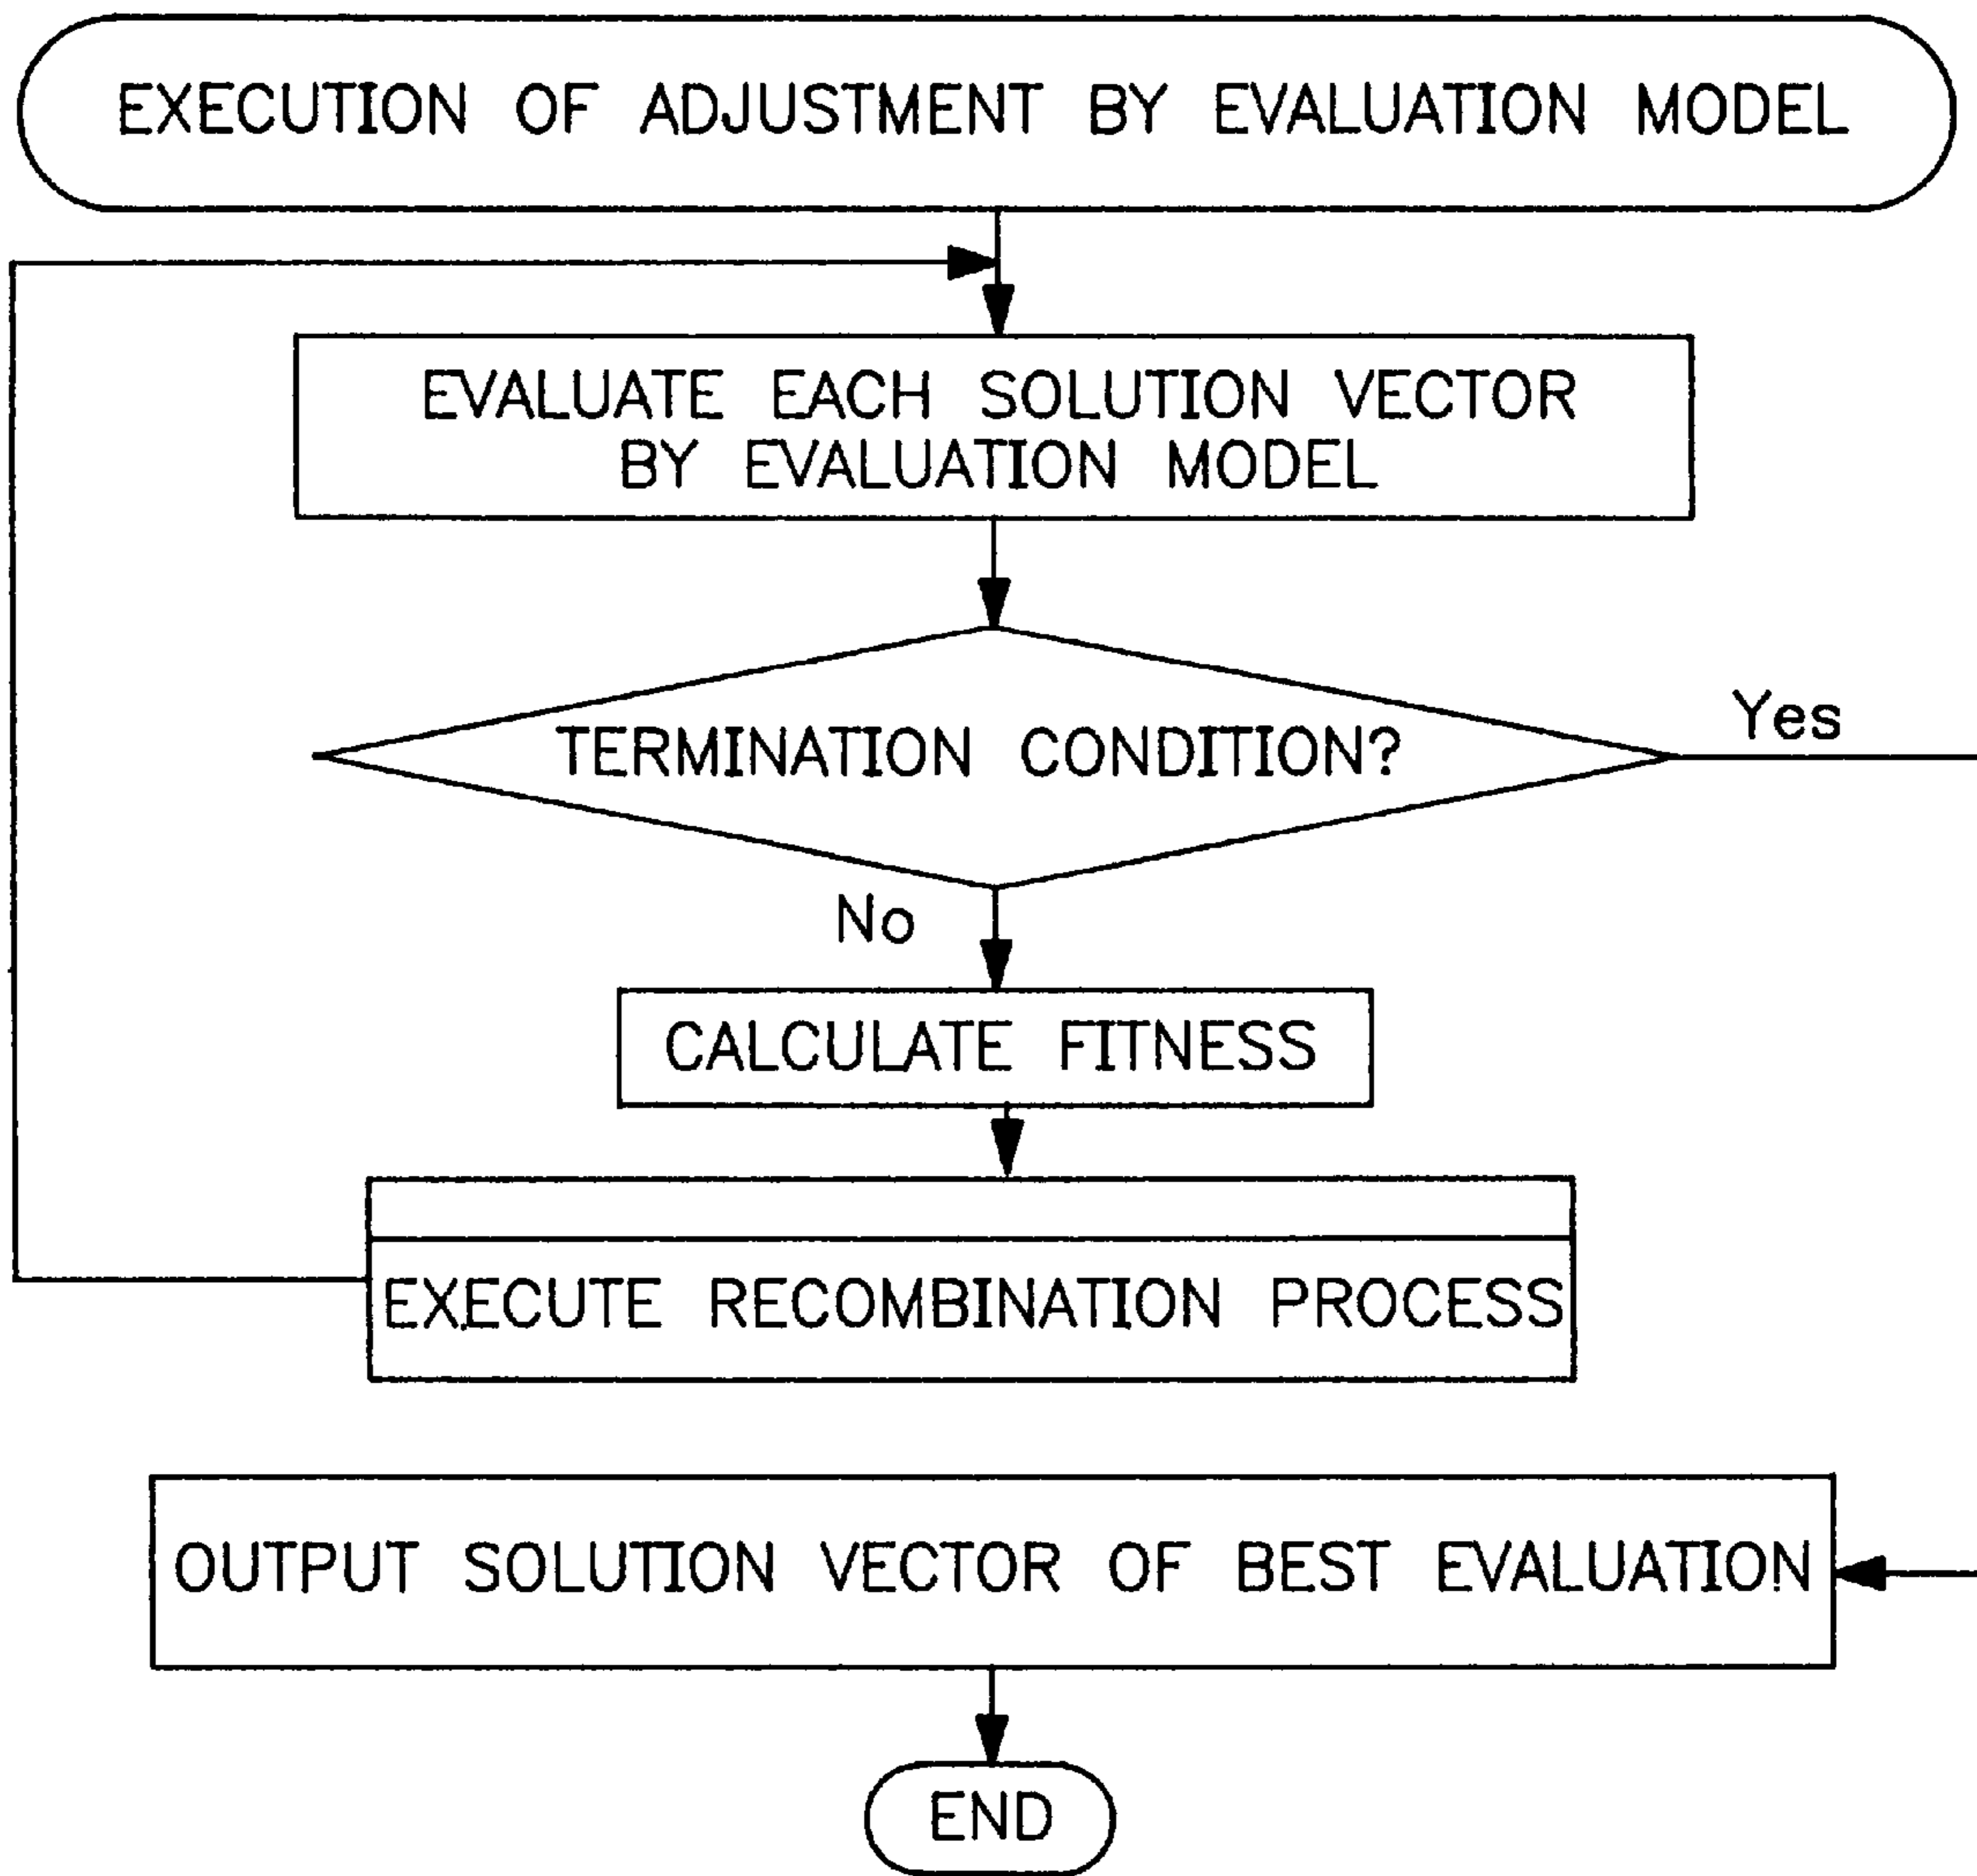 EXECUTION OF ADJUSTMENT BY EVALUATION MODEL
EVALUATE EACH SOLUTION VECTOR
BY EVALUATION MODEL
TERMINATION CONDITION?
Yes
No
CALCULATE FITNESS
EXECUTE RECOMBINATION PROCESS
OUTPUT SOLUTION VECTOR OF BEST EVALUATION
END